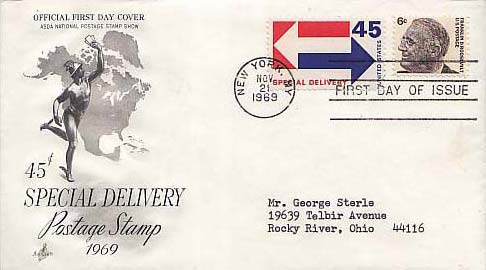 OFFICIAL FIRST DAY COVER
ASDA NATIONAL POSTAGE STAMP SHOW
45¢
SPECIAL DELIVERY
Postage Stamp
1969
NEW YORK, NY
NOV
21
1969
45
UNITED STATES
SPECIAL DELIVERY
6¢
FRANKLIN D. ROOSEVELT
U.S. POSTAGE
FIRST DAY OF ISSUE
Mr. George Sterle
19639 Telbir Avenue
Rocky River, Ohio 44116